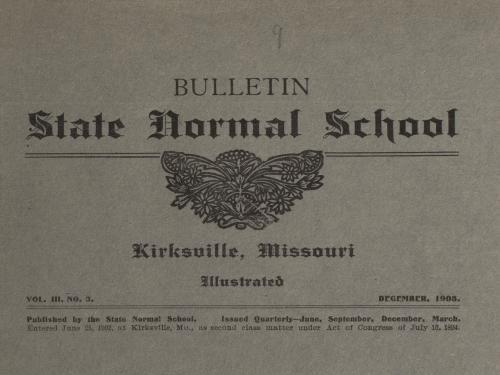 9
BULLETIN
State Normal School
Kirksville, Missouri
Illustrated
VOL. III, NO. 3. DECEMBER, 1903.
Published by the State Normal School. Issued Quarterly—June, September, December, March.
Entered June 25, 1902, at Kirksville, Mo., as second class matter under Act of Congress of July 16, 1894.